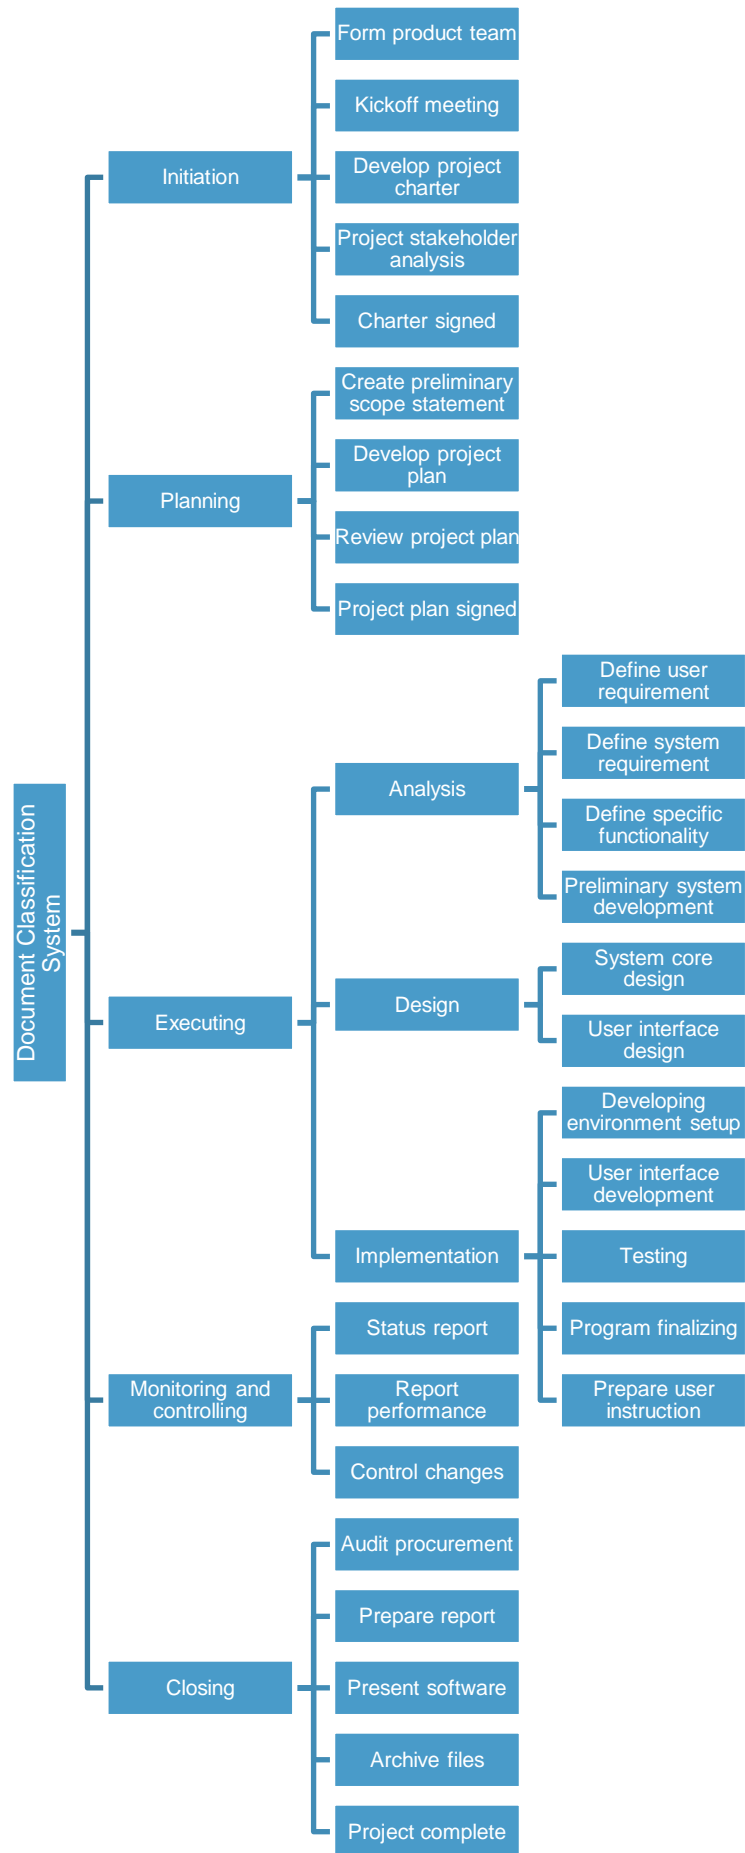 Document Classification
System
Initiation
Form product team
Kickoff meeting
Develop project
charter
Project stakeholder
analysis
Charter signed
Planning
Create preliminary
scope statement
Develop project
plan
Review project plan
Project plan signed
Executing
Analysis
Define user
requirement
Define system
requirement
Define specific
functionality
Preliminary system
development
Design
System core
design
User interface
design
Implementation
Developing
environment setup
User interface
development
Testing
Program finalizing
Prepare user
instruction
Monitoring and
controlling
Status report
Report
performance
Control changes
Closing
Audit procurement
Prepare report
Present software
Archive files
Project complete